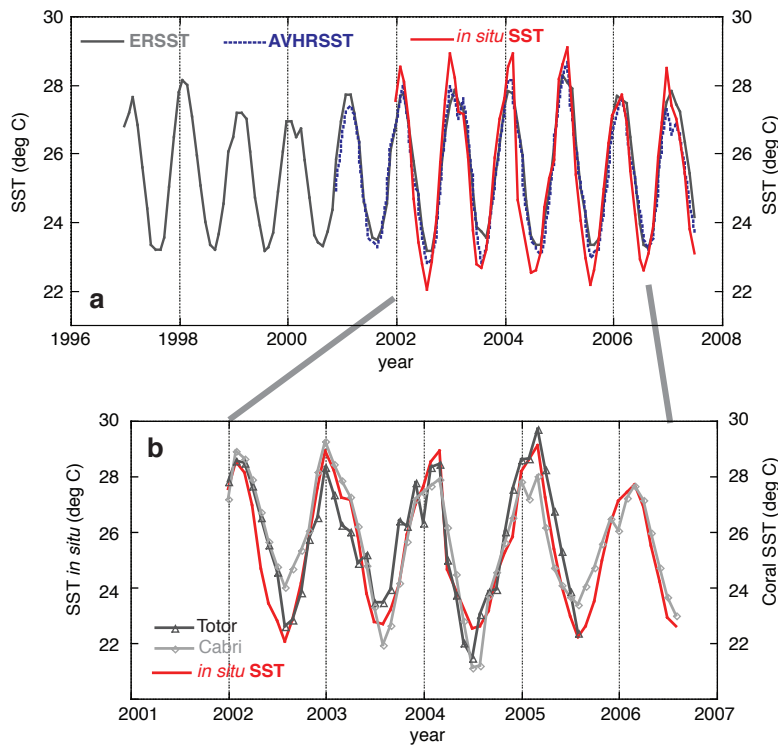 30 30
ERSST AVHRSST in situ SST
28 28
26 26
24 24
22 22
SST (deg C)
SST (deg C)
a
1996 1998 2000 2002 2004 2006 2008
year
30 30
b
28 28
26 26
24 24
22 22
SST in situ (deg C)
Coral SST (deg C)
Totor
Cabri
in situ SST
2001 2002 2003 2004 2005 2006 2007
year